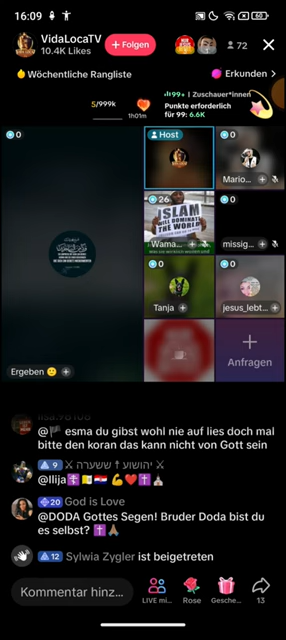 16:09
60
VidaLocaTV
10.4K Likes
+ Folgen
72
Wöchentliche Rangliste
Erkunden >
5/999k
1h01m
99+ | Zuschauer*innen
Punkte erforderlich
für 99: 6.6K
0
Host
0
Mario...
26
ISLAM
WILL DOMINATE
THE WORLD
Wama...
0
missig...
0
Tanja
0
jesus_lebt...
Ergeben
+
Anfragen
lisa.98108
@ esma du gibst wohl nie auf lies doch mal
bitte den koran das kann nicht von Gott sein
9 ⚔ יהושוע † ששערה ⚔
@Ilija✝️🇻🇦🇭🇷💪❤️✝️⛪
20 God is Love
@DODA Gottes Segen! Bruder Doda bist du
es selbst? ✝️🙏🏽
12 Sylwia Zygler ist beigetreten
Kommentar hinz...
LIVE mi...
Rose
Gesche...
13